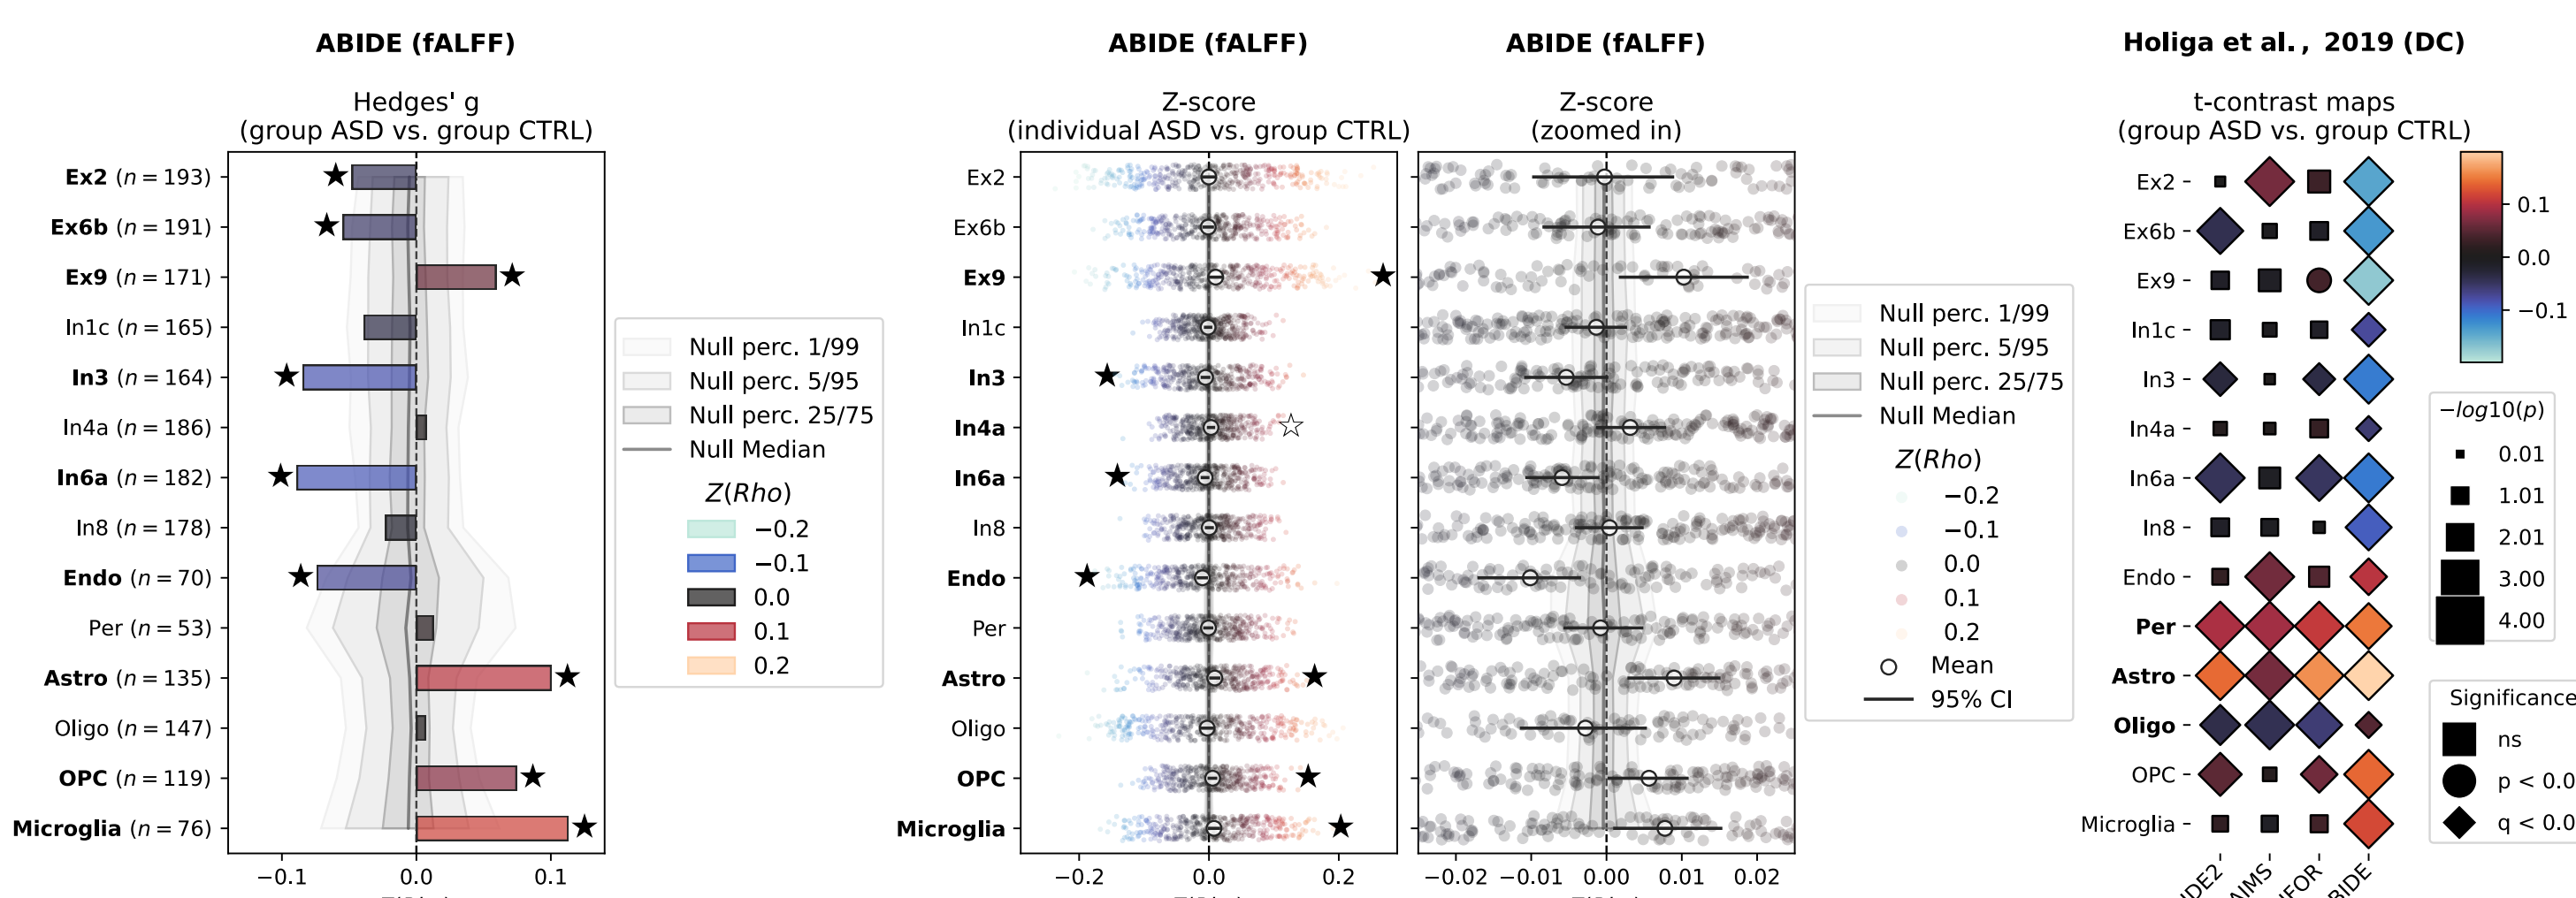 ABIDE (fALFF)
Hedges' g
(group ASD vs. group CTRL)
Ex2 (n = 193)
Ex6b (n = 191)
Ex9 (n = 171)
In1c (n = 165)
In3 (n = 164)
In4a (n = 186)
In6a (n = 182)
In8 (n = 178)
Endo (n = 70)
Per (n = 53)
Astro (n = 135)
Oligo (n = 147)
OPC (n = 119)
Microglia (n = 76)
−0.1 0.0 0.1
Null perc. 1/99
Null perc. 5/95
Null perc. 25/75
Null Median
Z(Rho)
−0.2
−0.1
0.0
0.1
0.2
ABIDE (fALFF)
Z-score
(individual ASD vs. group CTRL)
Ex2
Ex6b
Ex9
In1c
In3
In4a
In6a
In8
Endo
Per
Astro
Oligo
OPC
Microglia
−0.2 0.0 0.2
ABIDE (fALFF)
Z-score
(zoomed in)
−0.02 −0.01 0.00 0.01 0.02
Null perc. 1/99
Null perc. 5/95
Null perc. 25/75
Null Median
Z(Rho)
−0.2
−0.1
0.0
0.1
0.2
Mean
95% CI
Holiga et al., 2019 (DC)
t-contrast maps
(group ASD vs. group CTRL)
Ex2
Ex6b
Ex9
In1c
In3
In4a
In6a
In8
Endo
Per
Astro
Oligo
OPC
Microglia
0.1
0.0
−0.1
−log10(p)
0.01
1.01
2.01
3.00
4.00
Significance
ns
p < 0.0
q < 0.0